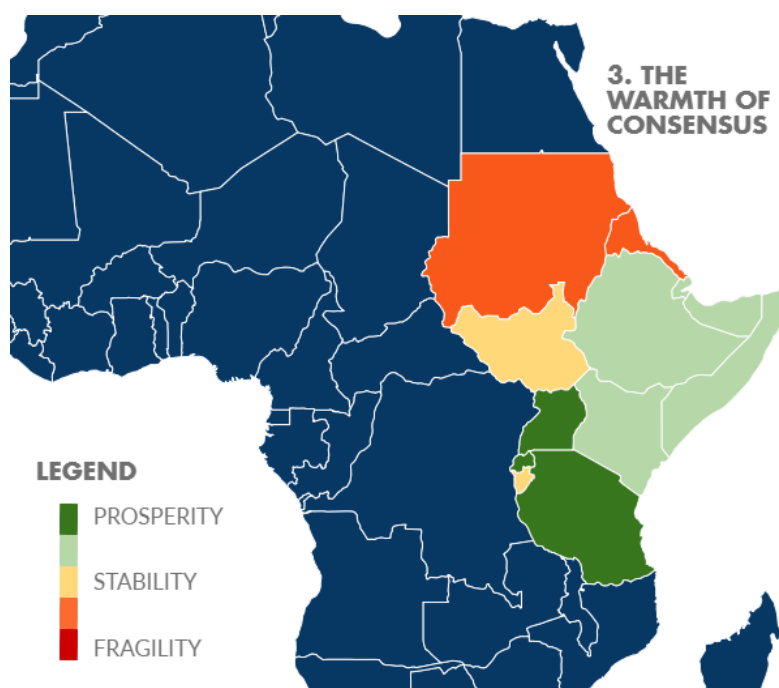 3. THE
WARMTH OF
CONSENSUS
LEGEND
PROSPERITY
STABILITY
FRAGILITY